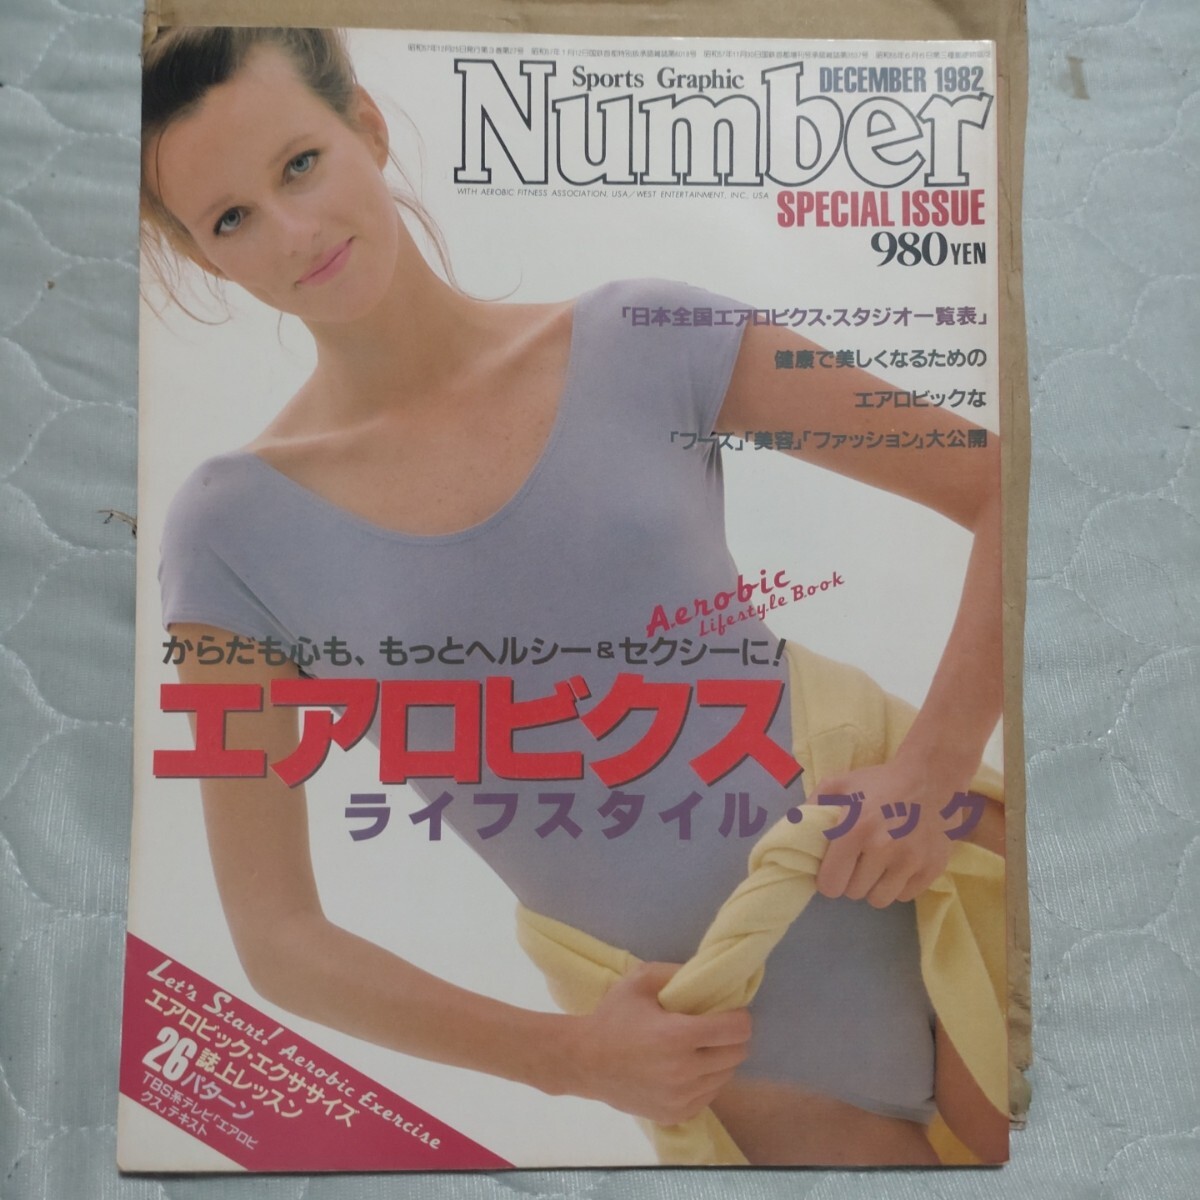 Sports Graphic
Number
DECEMBER 1982
WITH AEROBIC FITNESS ASSOCIATION, USA/WEST ENTERTAINMENT, INC, USA
SPECIAL ISSUE
980YEN
「日本全国エアロビクス・スタジオ一覧表」
健康で美しくなるための
エアロビックな
「フーズ」「美容」「ファッション」大公開
Aerobic
Lifestyle Book
からだも心も、もっとヘルシー&セクシーに!
エアロビクス
ライフスタイル・ブック
Let's Start! Aerobic Exercise
エアロビック・エクササイズ
誌上レッスン
26パターン
TBS系テレビ「エアロビ
クス」テキスト